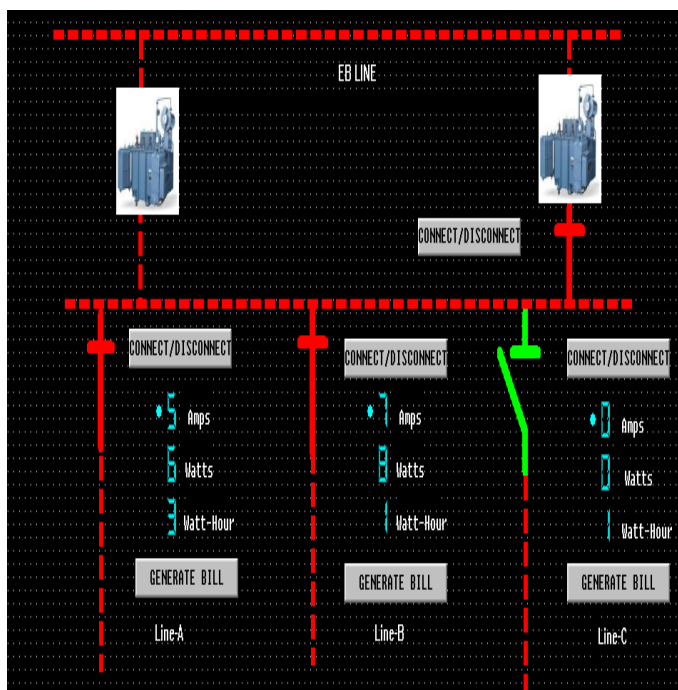 EB LINE
CONNECT/DISCONNECT
CONNECT/DISCONNECT
CONNECT/DISCONNECT
CONNECT/DISCONNECT
.5 Amps
.7 Amps
.0 Amps
6 Watts
8 Watts
0 Watts
3 Watt-Hour
1 Watt-Hour
1 Watt-Hour
GENERATE BILL
GENERATE BILL
GENERATE BILL
Line-A
Line-B
Line-C